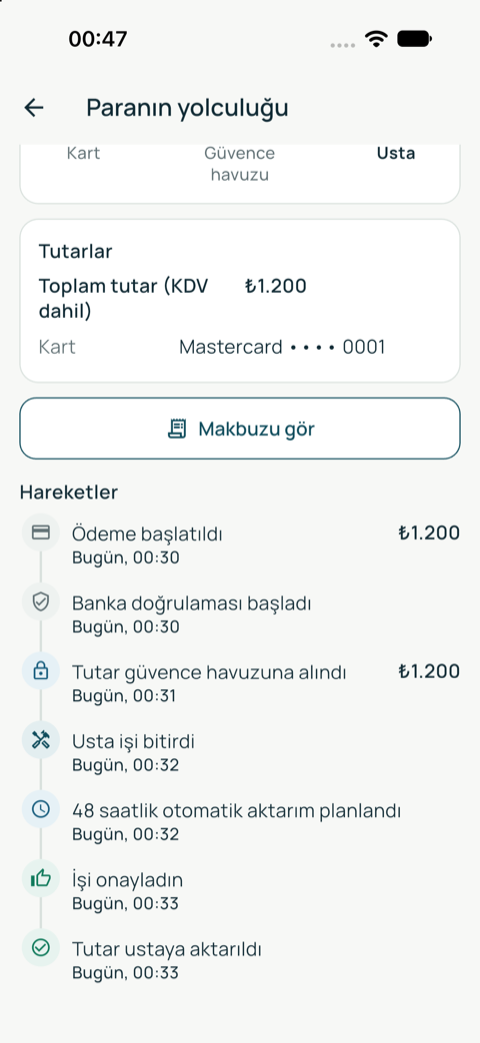 00:47
Paranın yolculuğu
Kart
Güvence
havuzu
Usta
Tutarlar
Toplam tutar (KDV
dahil)
₺1.200
Kart
Mastercard •••• 0001
Makbuzu gör
Hareketler
Ödeme başlatıldı
₺1.200
Bugün, 00:30
Banka doğrulaması başladı
Bugün, 00:30
Tutar güvence havuzuna alındı
₺1.200
Bugün, 00:31
Usta işi bitirdi
Bugün, 00:32
48 saatlik otomatik aktarım planlandı
Bugün, 00:32
İşi onayladın
Bugün, 00:33
Tutar ustaya aktarıldı
Bugün, 00:33